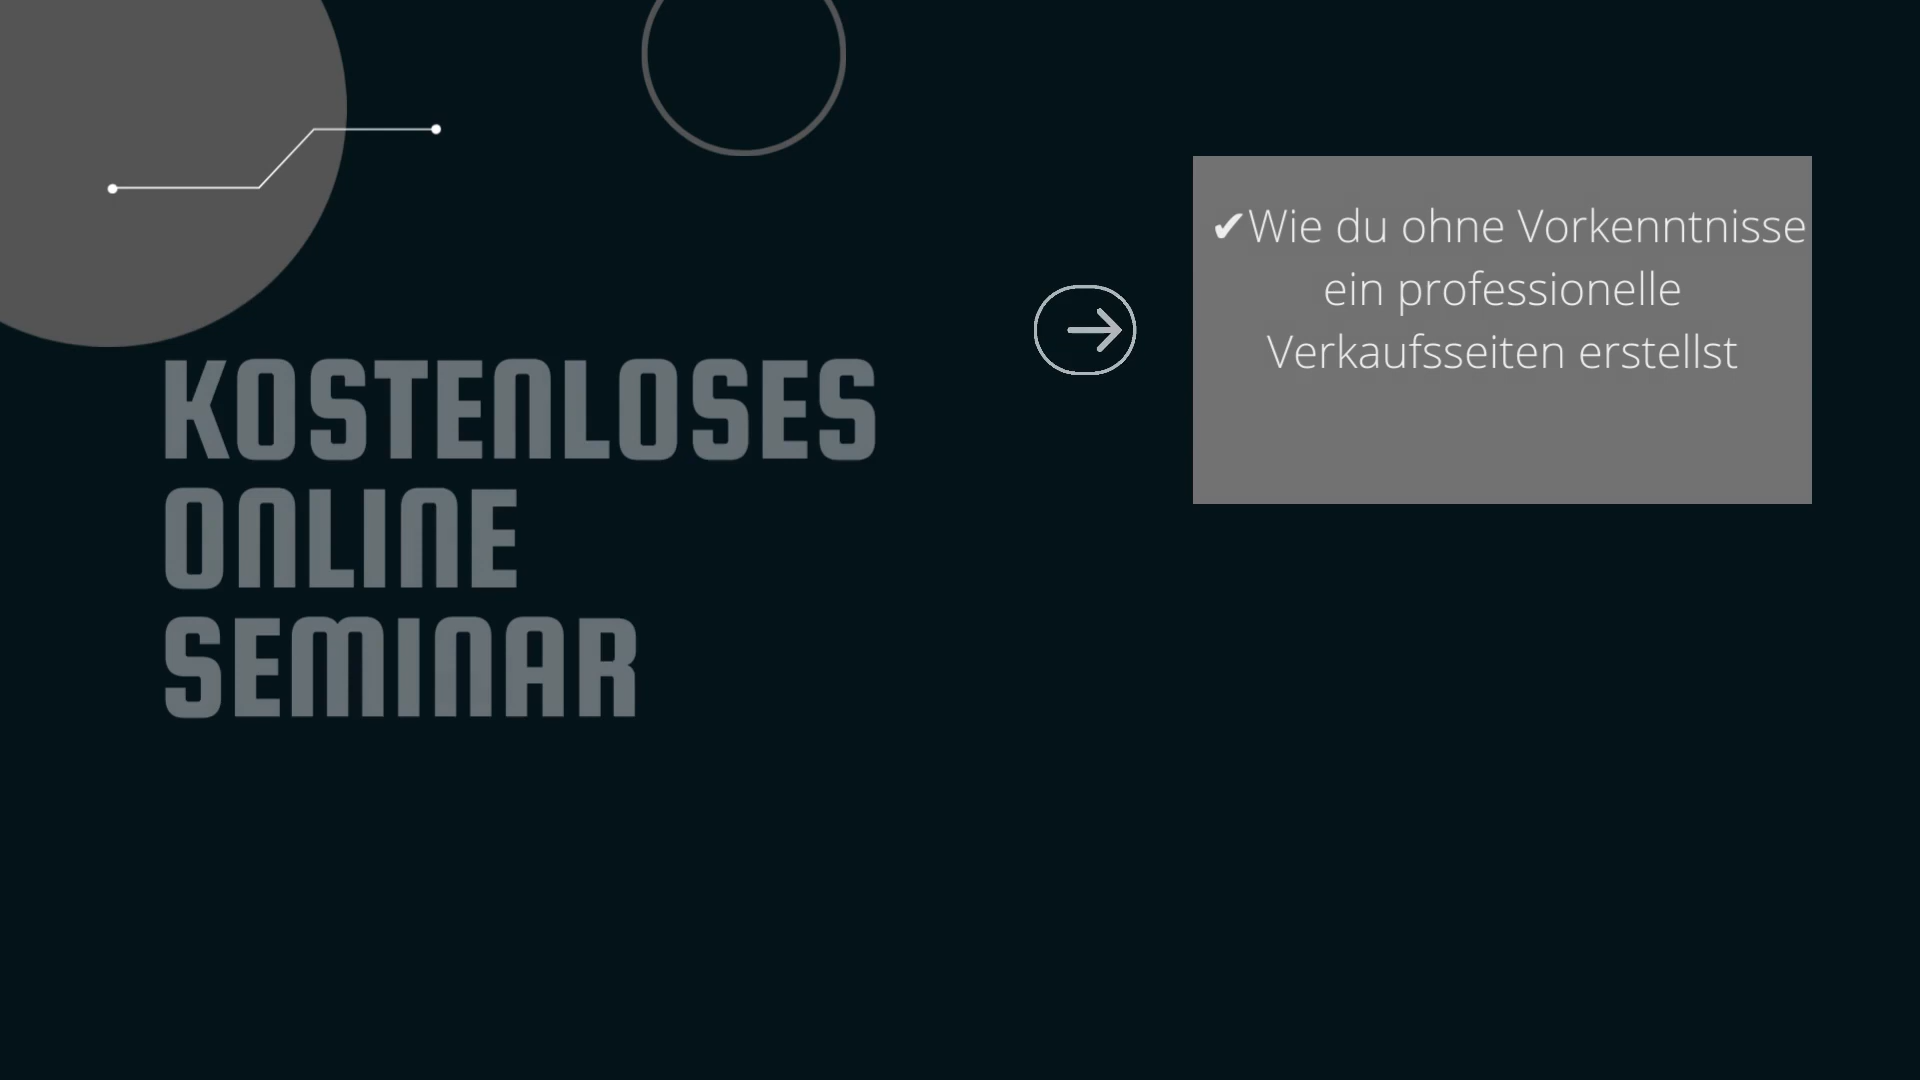 KOSTENLOSES
ONLINE
SEMINAR
✔Wie du ohne Vorkenntnisse
ein professionelle
Verkaufsseiten erstellst